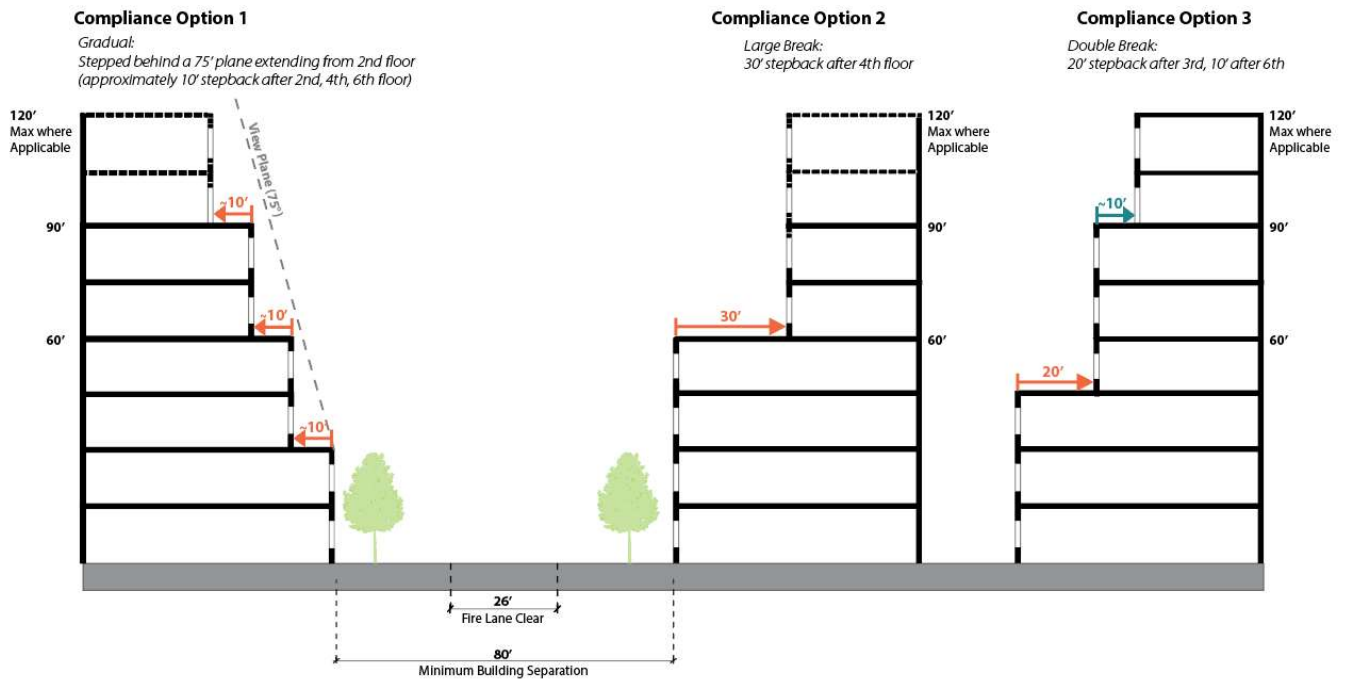 Compliance Option 1
Gradual:
Stepped behind a 75' plane extending from 2nd floor
(approximately 10' stepback after 2nd, 4th, 6th floor)
120'
Max where
Applicable
90'
60'
View Plane (75°)
~10'
~10'
~10'
Compliance Option 2
Large Break:
30' stepback after 4th floor
120'
Max where
Applicable
90'
60'
30'
Compliance Option 3
Double Break:
20' stepback after 3rd, 10' after 6th
120'
Max where
Applicable
90'
60'
~10'
20'
26'
Fire Lane Clear
80'
Minimum Building Separation